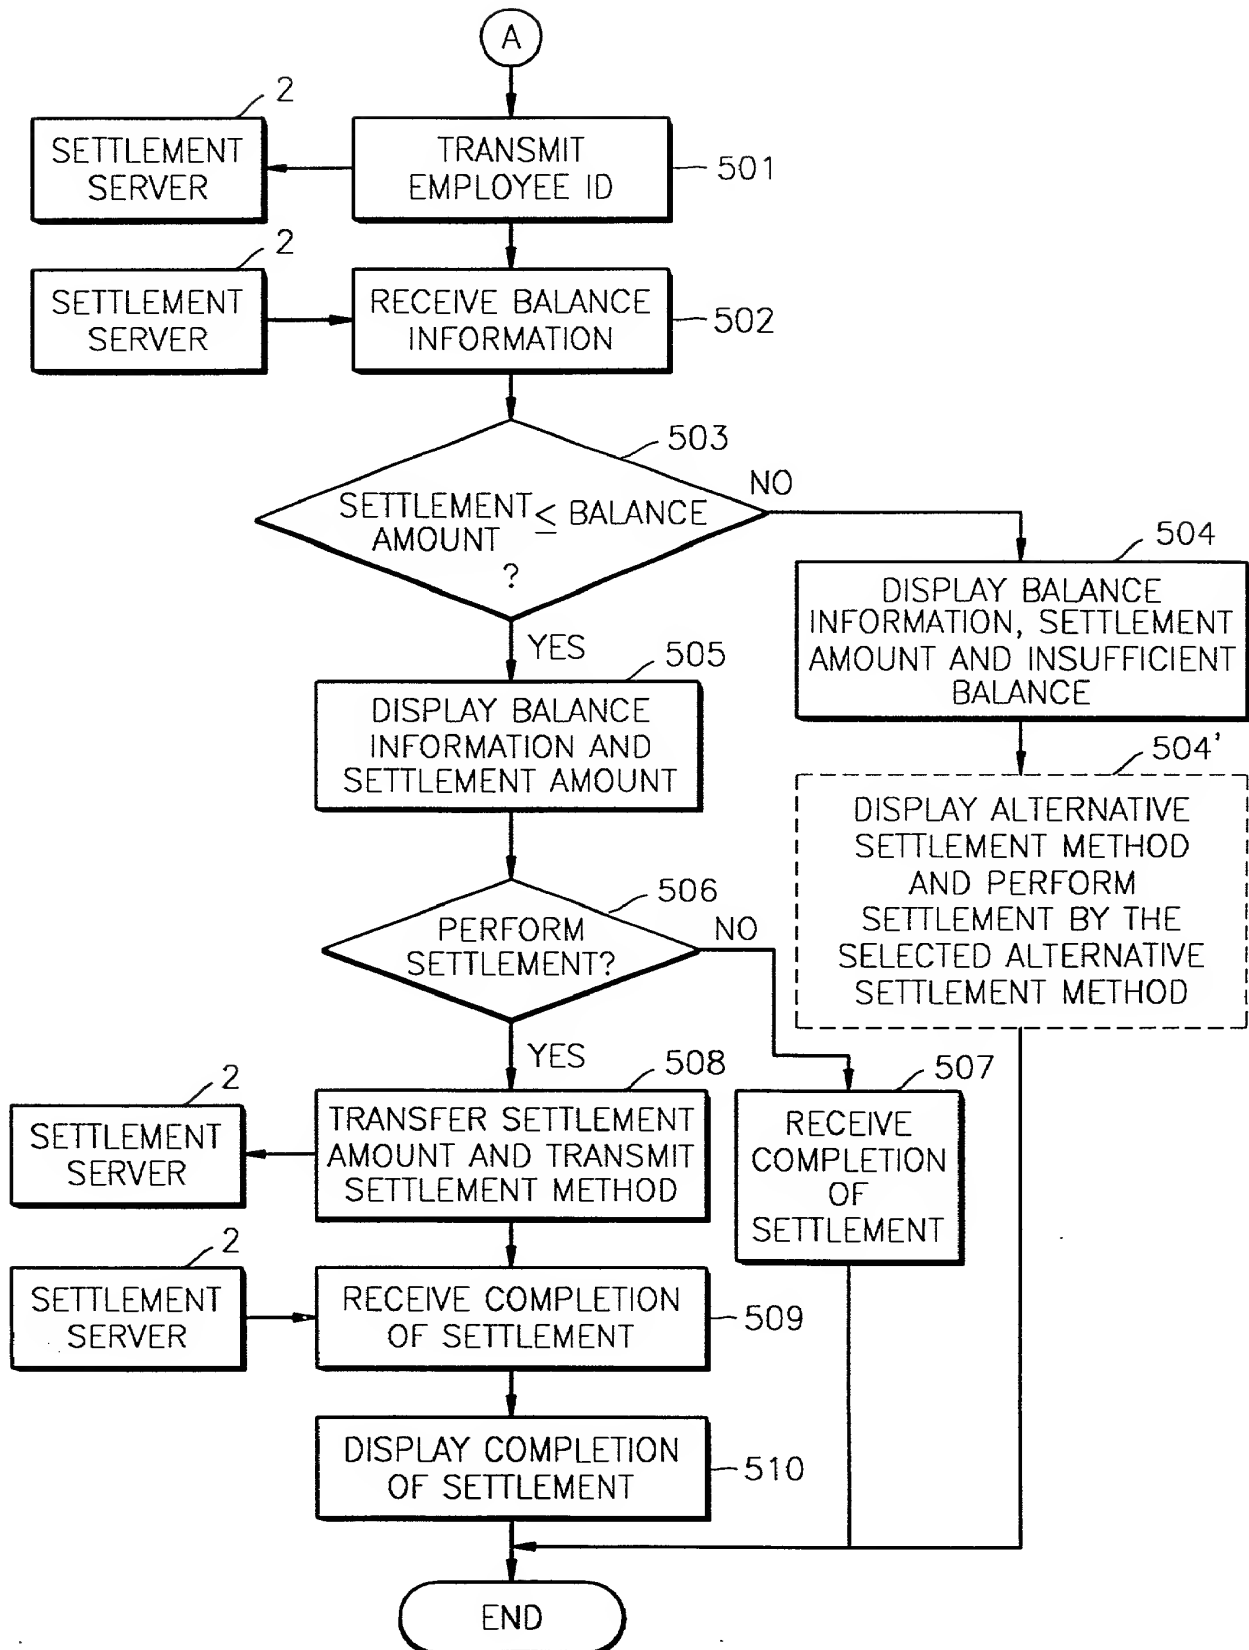 A
2
SETTLEMENT
SERVER
TRANSMIT
EMPLOYEE ID
501
2
SETTLEMENT
SERVER
RECEIVE BALANCE
INFORMATION
502
503
SETTLEMENT
AMOUNT ≤ BALANCE
?
NO
YES
504
DISPLAY BALANCE
INFORMATION, SETTLEMENT
AMOUNT AND INSUFFICIENT
BALANCE
505
DISPLAY BALANCE
INFORMATION AND
SETTLEMENT AMOUNT
504'
DISPLAY ALTERNATIVE
SETTLEMENT METHOD
AND PERFORM
SETTLEMENT BY THE
SELECTED ALTERNATIVE
SETTLEMENT METHOD
506
PERFORM
SETTLEMENT?
NO
YES
507
RECEIVE
COMPLETION
OF
SETTLEMENT
508
TRANSFER SETTLEMENT
AMOUNT AND TRANSMIT
SETTLEMENT METHOD
2
SETTLEMENT
SERVER
2
SETTLEMENT
SERVER
RECEIVE COMPLETION
OF SETTLEMENT
509
DISPLAY COMPLETION
OF SETTLEMENT
510
END